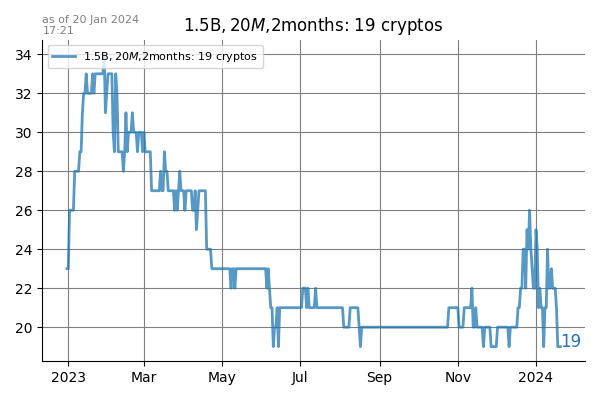 as of 20 Jan 2024
17:21
1.5B, 20M,2months: 19 cryptos
1.5B, 20M,2months: 19 cryptos
34
32
30
28
26
24
22
20
19
2023 Mar May Jul Sep Nov 2024